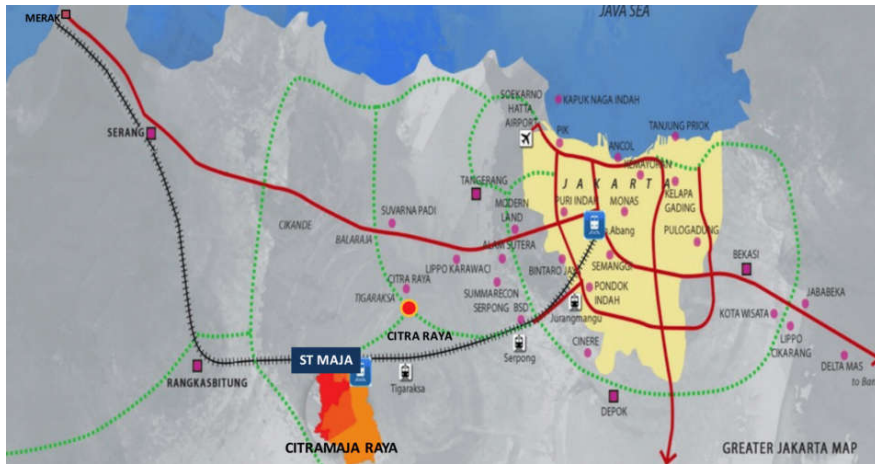 JAVA SEA
MERAK
SOEKARNO
HATTA
AIRPORT
KAPUK NAGA INDAH
TANJUNG PRIOK
PIK
ANCOL
KEMAYORAN
SERANG
JAKARTA
TANGERANG
KELAPA
GADING
PURI INDAH
MONAS
MODERN
LAND
SUVARNA PADI
CIKANDE
Abang
PULOGADUNG
BALARAJA
ALAM SUTERA
SEMANGGI
BEKASI
LIPPO KARAWACI
BINTARO JAYA
CITRA RAYA
SUMMARECON
SERPONG
PONDOK
INDAH
JABABEKA
TIGARAKSA
BSD
Jurangmangu
KOTA WISATA
CITRA RAYA
LIPPO
CIKARANG
Serpong
CINERE
ST MAJA
DELTA MAS
RANGKASBITUNG
Tigaraksa
DEPOK
CITRAMAJA RAYA
GREATER JAKARTA MAP